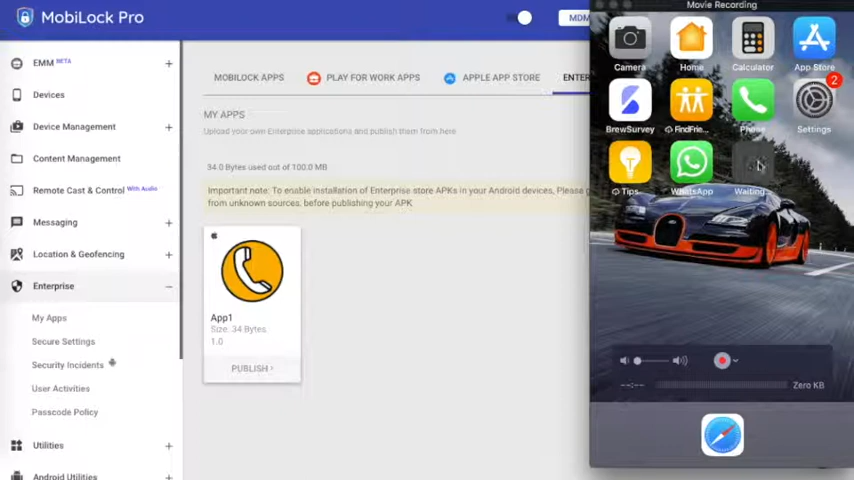 MobiLock Pro
MDM
EMM BETA
Devices
Device Management
Content Management
Remote Cast & Control With Audio
Messaging
Location & Geofencing
Enterprise
My Apps
Secure Settings
Security Incidents
User Activities
Passcode Policy
Utilities
Android Utilities
MOBILOCK APPS
PLAY FOR WORK APPS
APPLE APP STORE
ENTER
MY APPS
Upload your own Enterprise applications and publish them from here.
34.0 Bytes used out of 100.0 MB
Important note: To enable installation of Enterprise store APKs in your Android devices, Please
from unknown sources, before publishing your APK
App1
Size: 34 Bytes
1.0
PUBLISH
Movie Recording
Camera
Home
Calculator
App Store
2
BrewSurvey
FindFrie...
Phone
Settings
Tips
WhatsApp
Waiting...
--:--
Zero KB